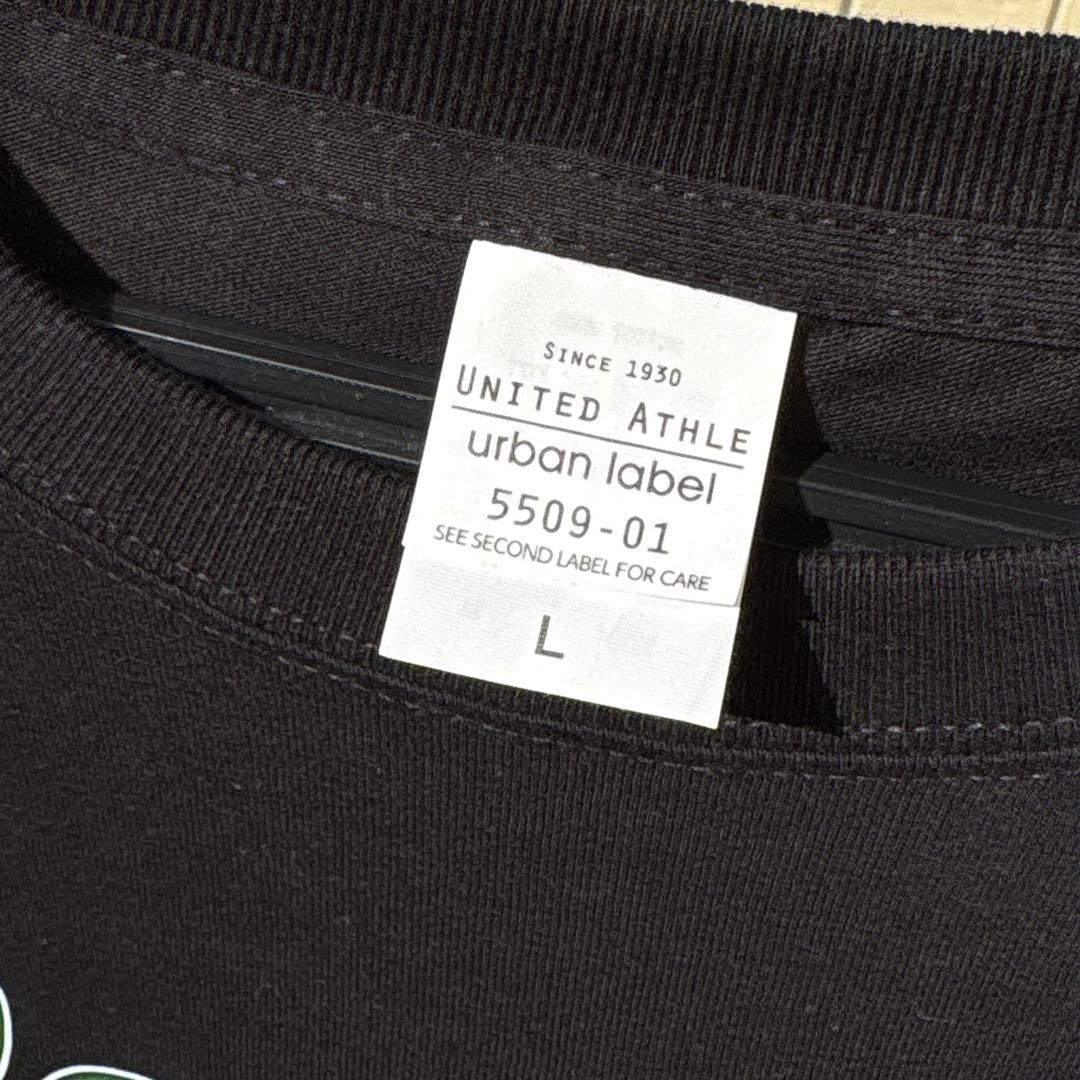 SINCE 1930
UNITED ATHLE
urban label
5509-01
SEE SECOND LABEL FOR CARE
L